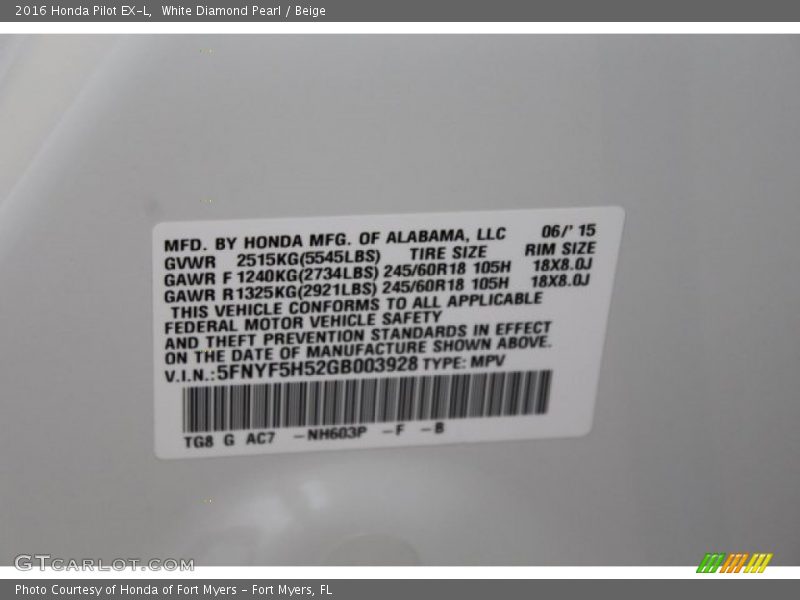 2016 Honda Pilot EX-L, White Diamond Pearl / Beige
MFD. BY HONDA MFG. OF ALABAMA, LLC 06/' 15
GVWR 2515KG(5545LBS) TIRE SIZE RIM SIZE
GAWR F 1240KG(2734LBS) 245/60R18 105H 18X8.0J
GAWR R1325KG(2921LBS) 245/60R18 105H 18X8.0J
THIS VEHICLE CONFORMS TO ALL APPLICABLE
FEDERAL MOTOR VEHICLE SAFETY
AND THEFT PREVENTION STANDARDS IN EFFECT
ON THE DATE OF MANUFACTURE SHOWN ABOVE.
V.I.N.:5FNYF5H52GB003928 TYPE: MPV
TG8 G AC7 -NH603P -F -B
GTCARLOT.COM
Photo Courtesy of Honda of Fort Myers - Fort Myers, FL